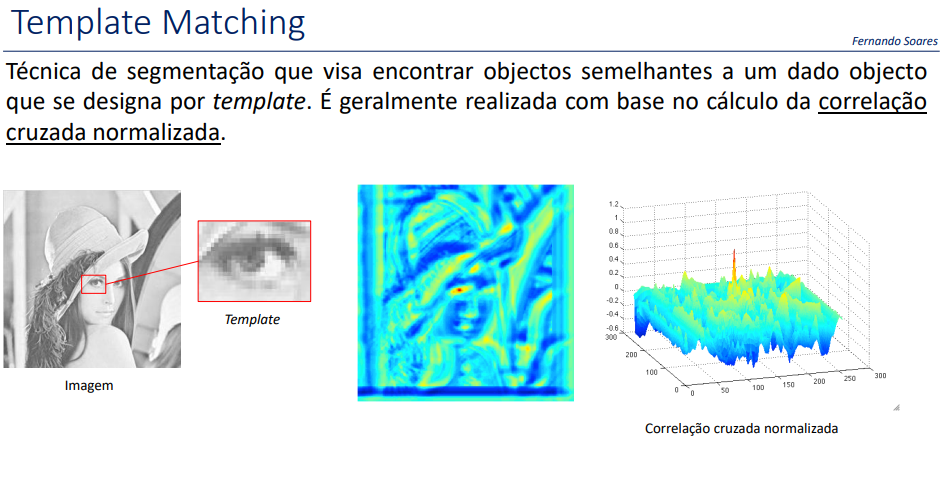 Template Matching
Fernando Soares
Técnica de segmentação que visa encontrar objectos semelhantes a um dado objecto
que se designa por template. É geralmente realizada com base no cálculo da correlação
cruzada normalizada.
Imagem
Template
1.2
1
0.8
0.6
0.4
0.2
0
-0.2
-0.4
-0.6
300
200
100
0
0
50
100
150
200
250
300
Correlação cruzada normalizada